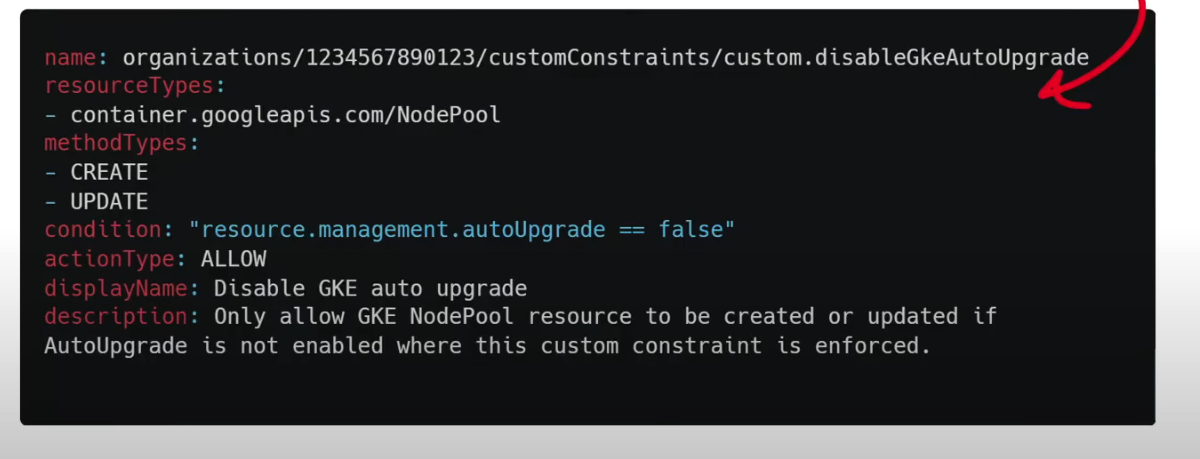 name: organizations/1234567890123/customConstraints/custom.disableGkeAutoUpgrade
resourceTypes:
- container.googleapis.com/NodePool
methodTypes:
- CREATE
- UPDATE
condition: "resource.management.autoUpgrade == false"
actionType: ALLOW
displayName: Disable GKE auto upgrade
description: Only allow GKE NodePool resource to be created or updated if
AutoUpgrade is not enabled where this custom constraint is enforced.